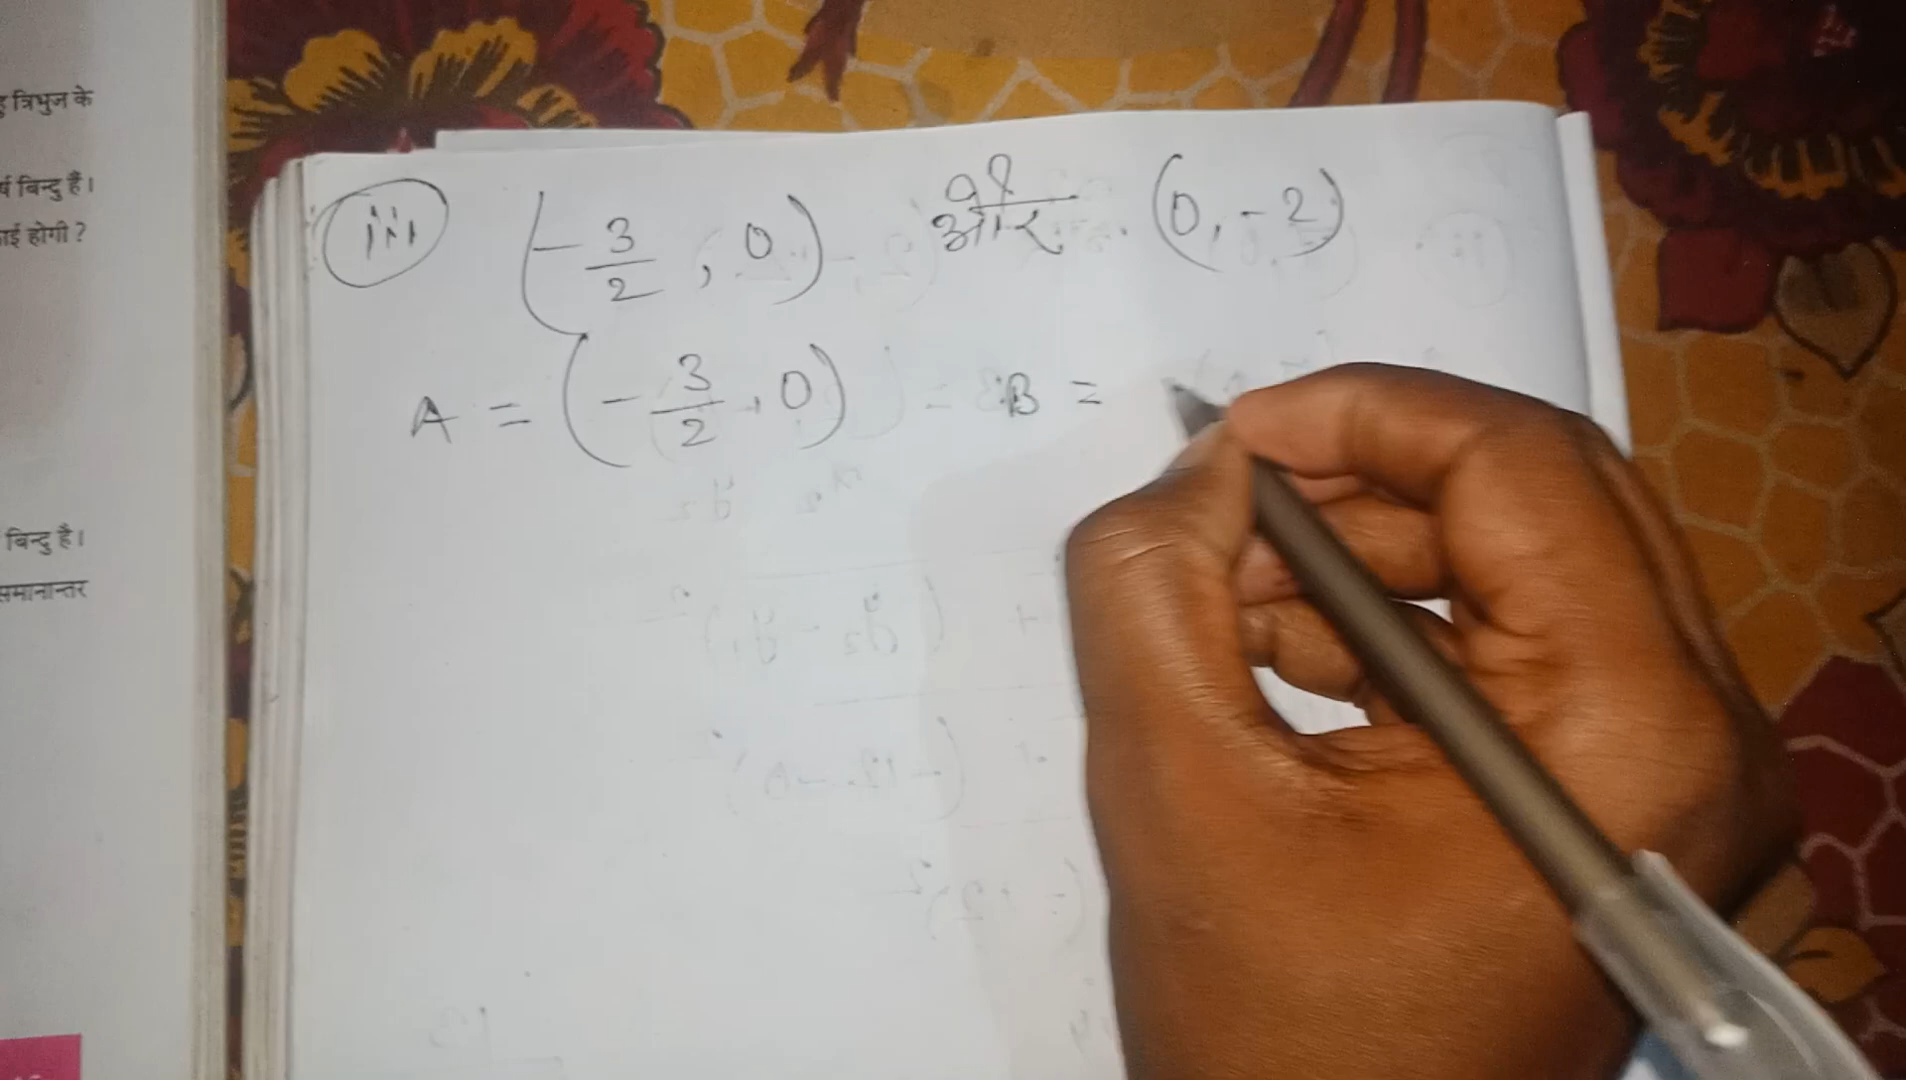 त्रिभुज के
बिन्दु हैं।
होगी ?
बिन्दु है।
समानान्तर
iii (-3/2, 0) और (0, -2)
A = (-3/2, 0) B =